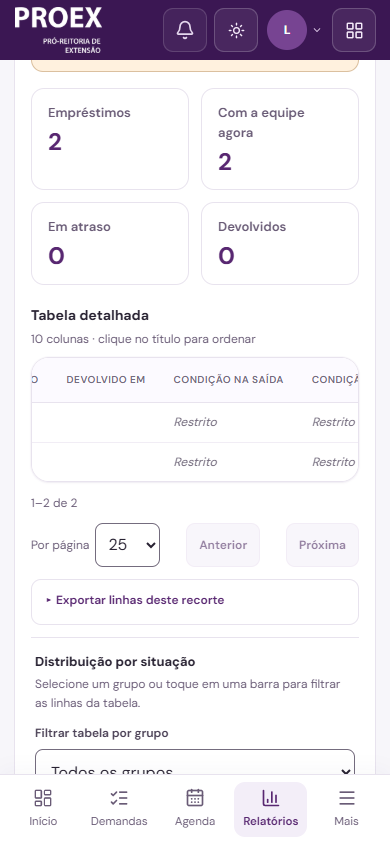 PROEX
PRÓ-REITORIA DE
EXTENSÃO
L
Empréstimos
2
Com a equipe
agora
2
Em atraso
0
Devolvidos
0
Tabela detalhada
10 colunas · clique no título para ordenar
O DEVOLVIDO EM CONDIÇÃO NA SAÍDA CONDIÇÃ
Restrito Restrito
Restrito Restrito
1–2 de 2
Por página 25 Anterior Próxima
▸ Exportar linhas deste recorte
Distribuição por situação
Selecione um grupo ou toque em uma barra para filtrar
as linhas da tabela.
Filtrar tabela por grupo
Todos os grupos
Início Demandas Agenda Relatórios Mais